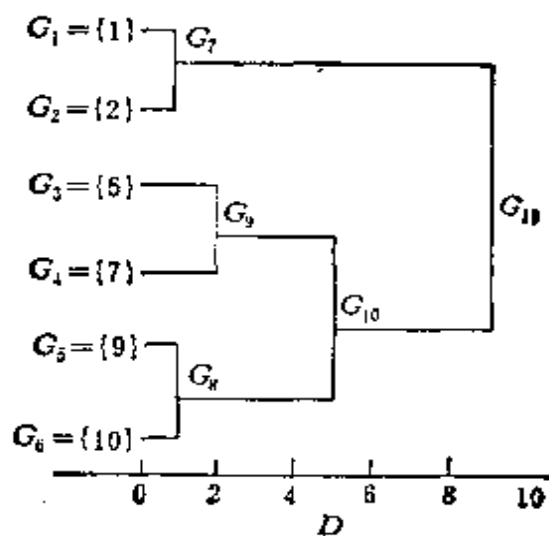 G₁={1}
G₇
G₂={2}
G₃={5}
G₉
G₁₁
G₄={7}
G₁₀
G₅={9}
G₈
G₆={10}
0 2 4 6 8 10
D